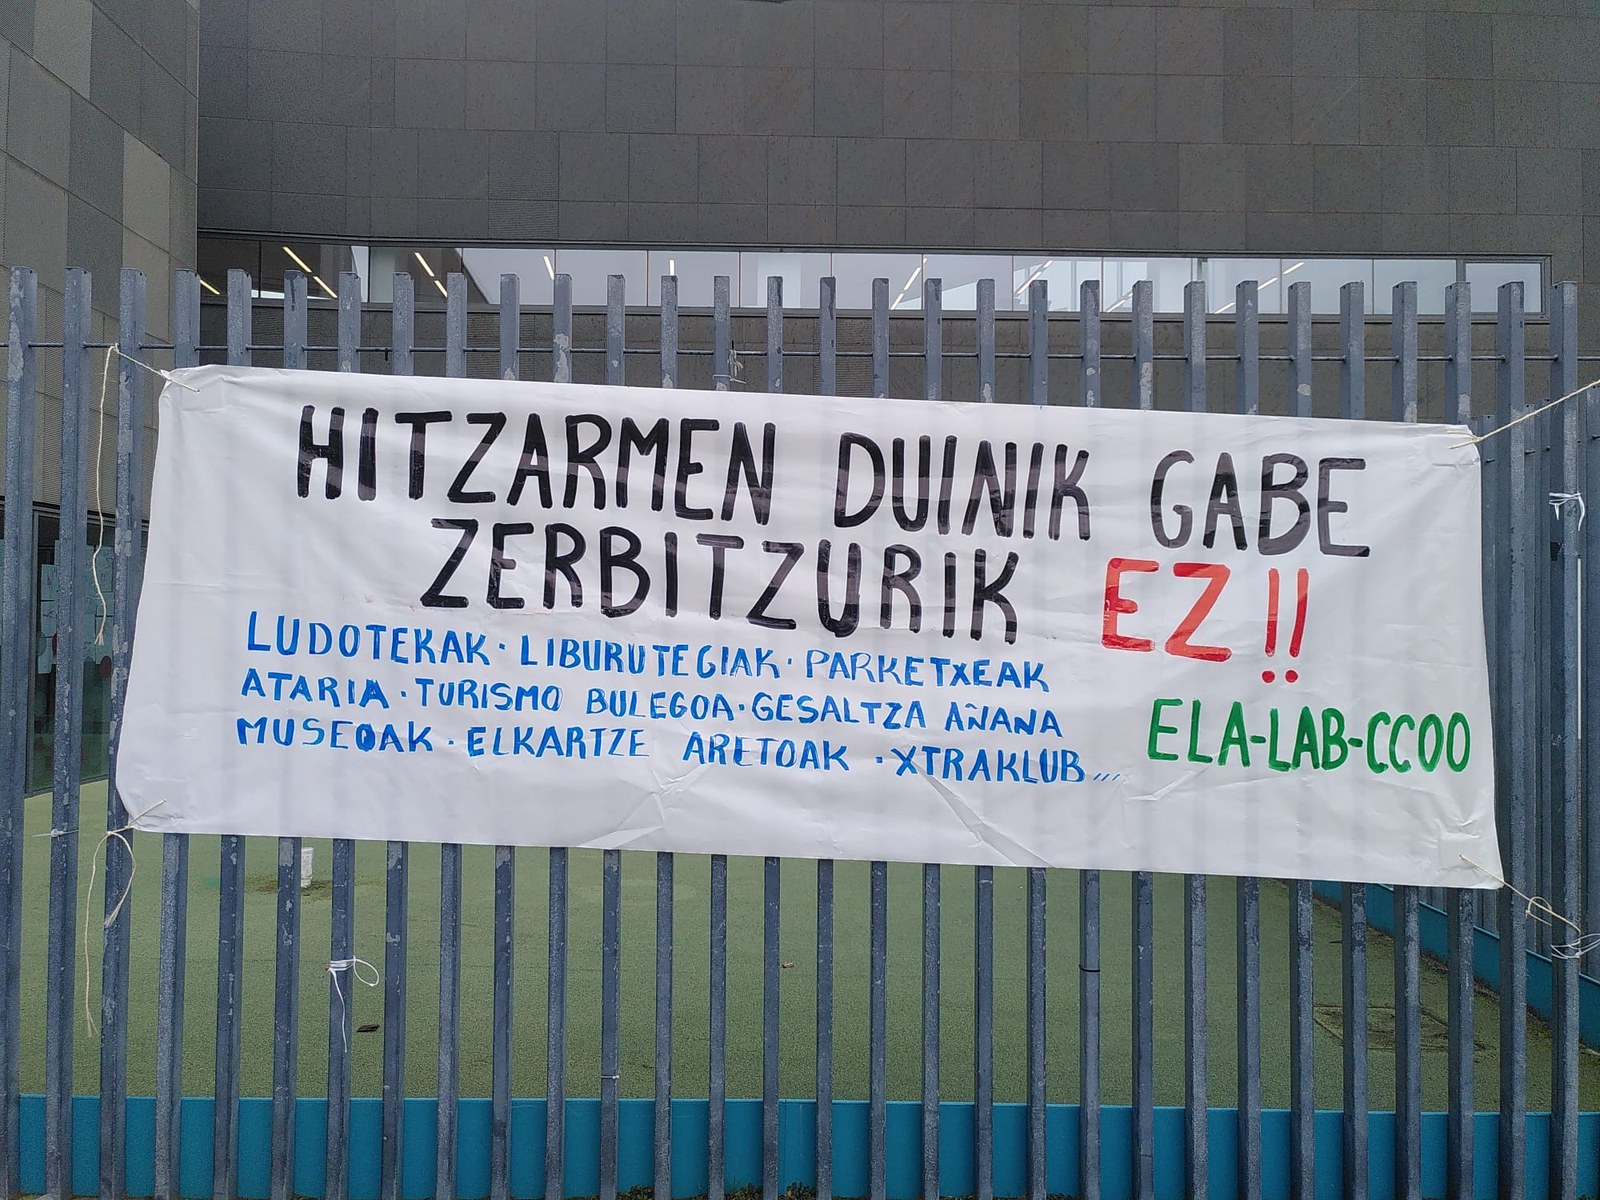 HITZARMEN DUINIK GABE
ZERBITZURIK EZ!!
LUDOTEKAK · LIBURUTEGIAK · PARKETXEAK
ATARIA · TURISMO BULEGOA · GESALTZA AÑANA
MUSEOAK · ELKARTZE ARETOAK · XTRAKLUB...
ELA-LAB-CCOO